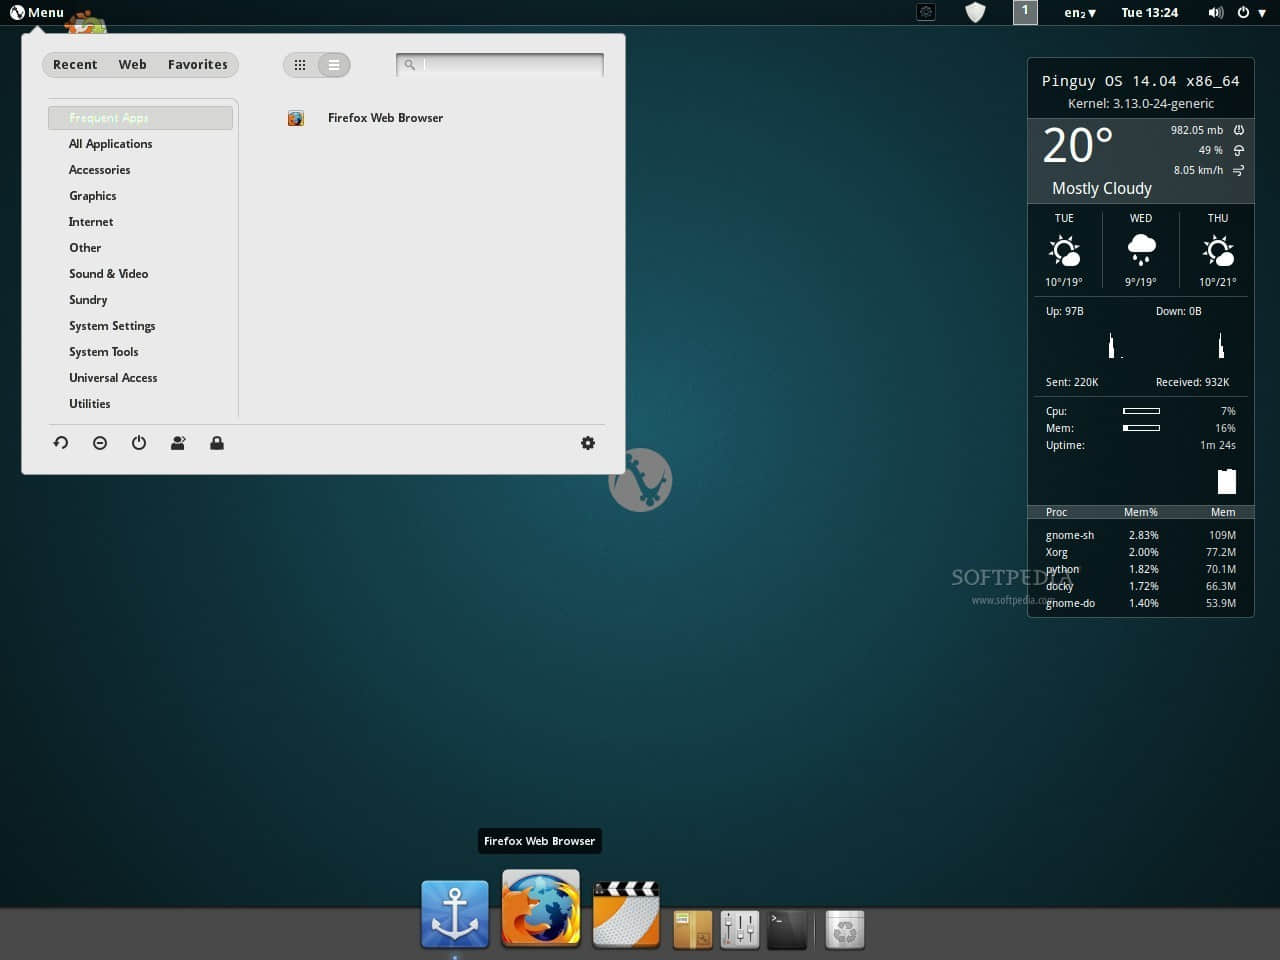 Menu
1
en₂
Tue 13:24
Recent Web Favorites
Frequent Apps
All Applications
Accessories
Graphics
Internet
Other
Sound & Video
Sundry
System Settings
System Tools
Universal Access
Utilities
Firefox Web Browser
Pinguy OS 14.04 x86_64
Kernel: 3.13.0-24-generic
20°
982.05 mb
49 %
8.05 km/h
Mostly Cloudy
TUE WED THU
10°/19° 9°/19° 10°/21°
Up: 97B Down: 0B
Sent: 220K Received: 932K
Cpu: 7%
Mem: 16%
Uptime: 1m 24s
Proc Mem% Mem
gnome-sh 2.83% 109M
Xorg 2.00% 77.2M
python 1.82% 70.1M
docky 1.72% 66.3M
gnome-do 1.40% 53.9M
SOFTPEDIA
www.softpedia.com
Firefox Web Browser
>_